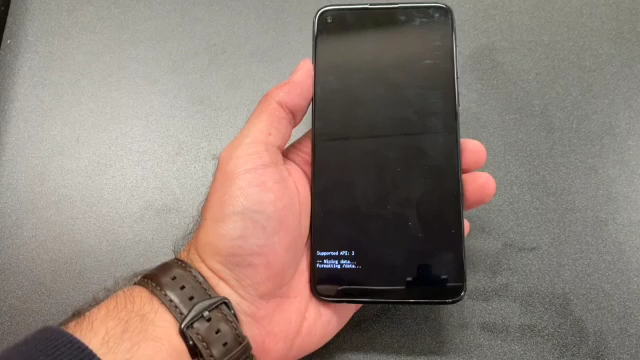 Supported API: 3
-- Wiping data...
Formatting /data...